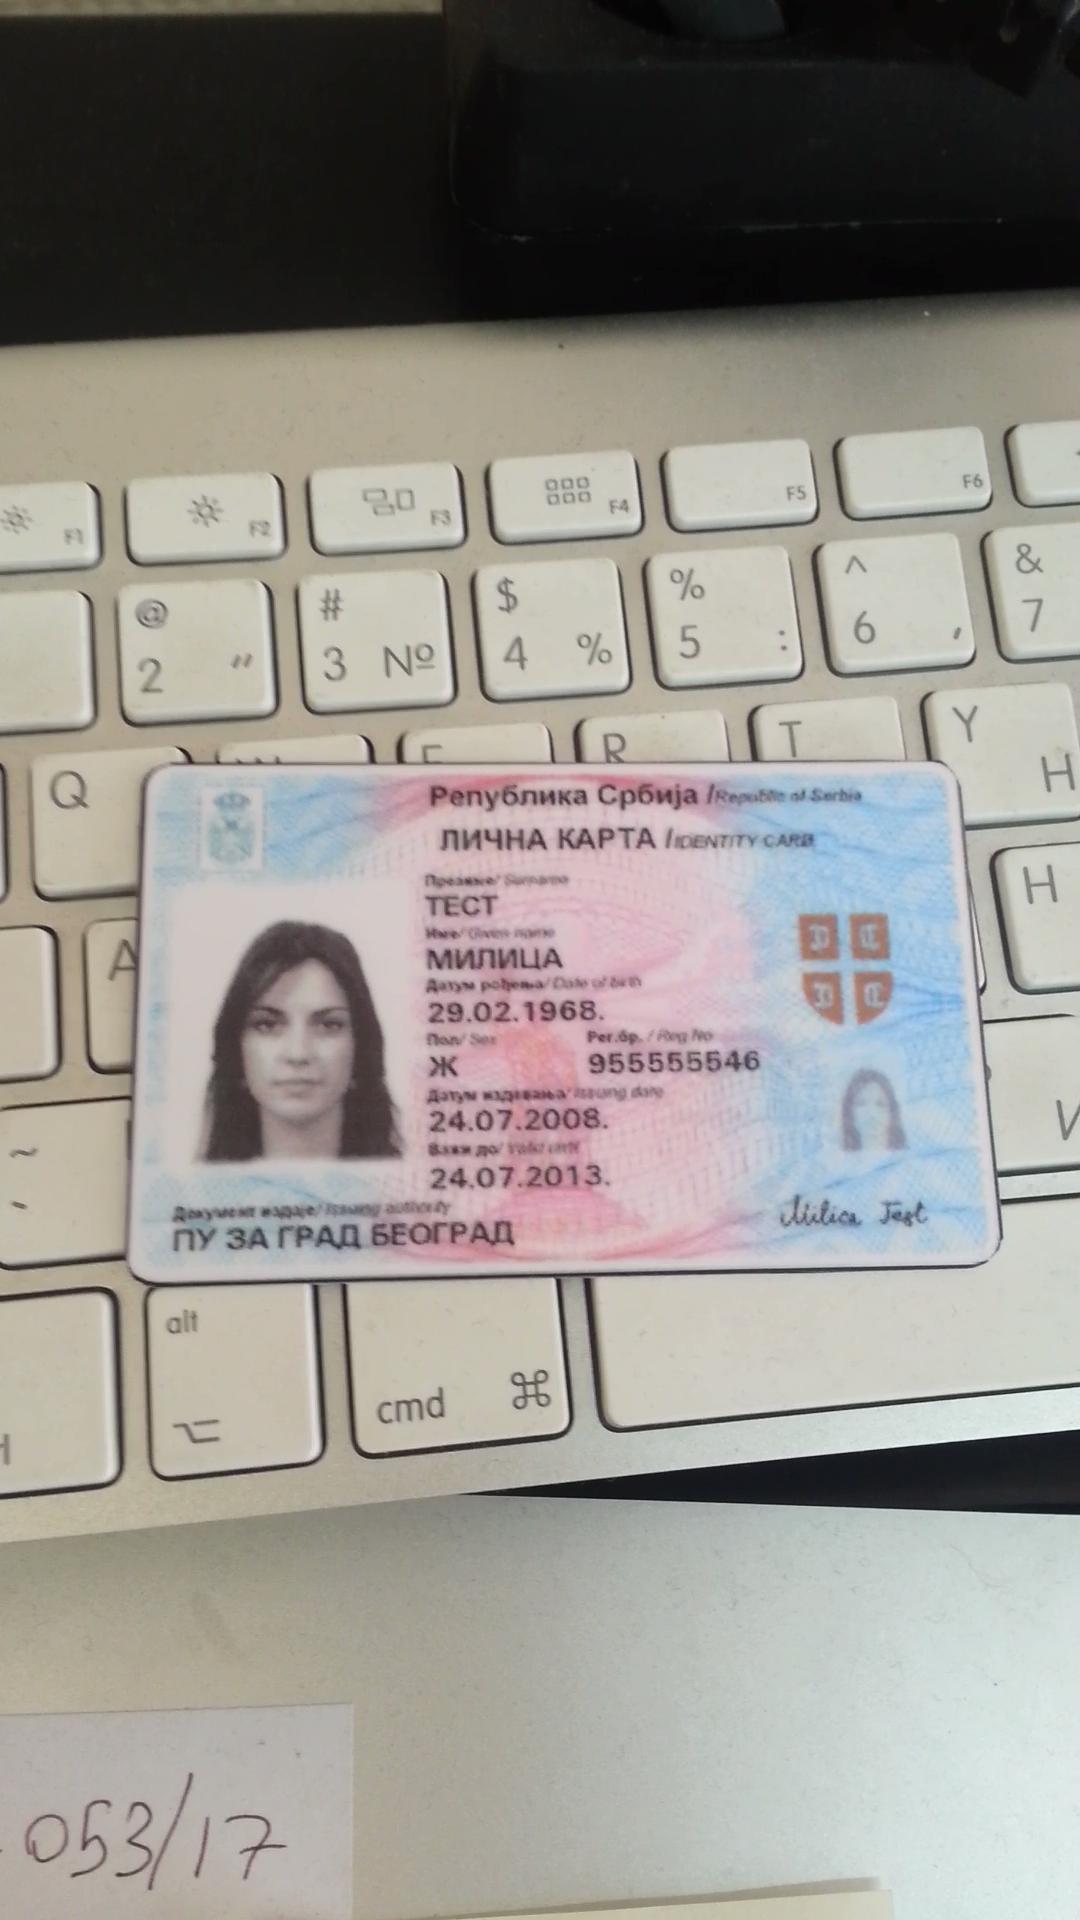 F1 F2 F3 F4 F5 F6
@ # $ % ^ &
2 " 3 № 4 % 5 : 6 , 7
Q R T Y
H
Република Србија /Republic of Serbia
ЛИЧНА КАРТА /IDENTITY CARD
Презиме/ Surname
ТЕСТ
Име/ Given name
МИЛИЦА
Датум рођења/ Date of birth
29.02.1968.
Пол/ Sex Рег.бр. / Reg No
Ж 955555546
Датум издавања/ Issuing date
24.07.2008.
Важи до/ Valid until
24.07.2013.
Документ издаје/ Issuing authority
ПУ ЗА ГРАД БЕОГРАД
Milica Test
A
H
~
alt
cmd ⌘
053/17